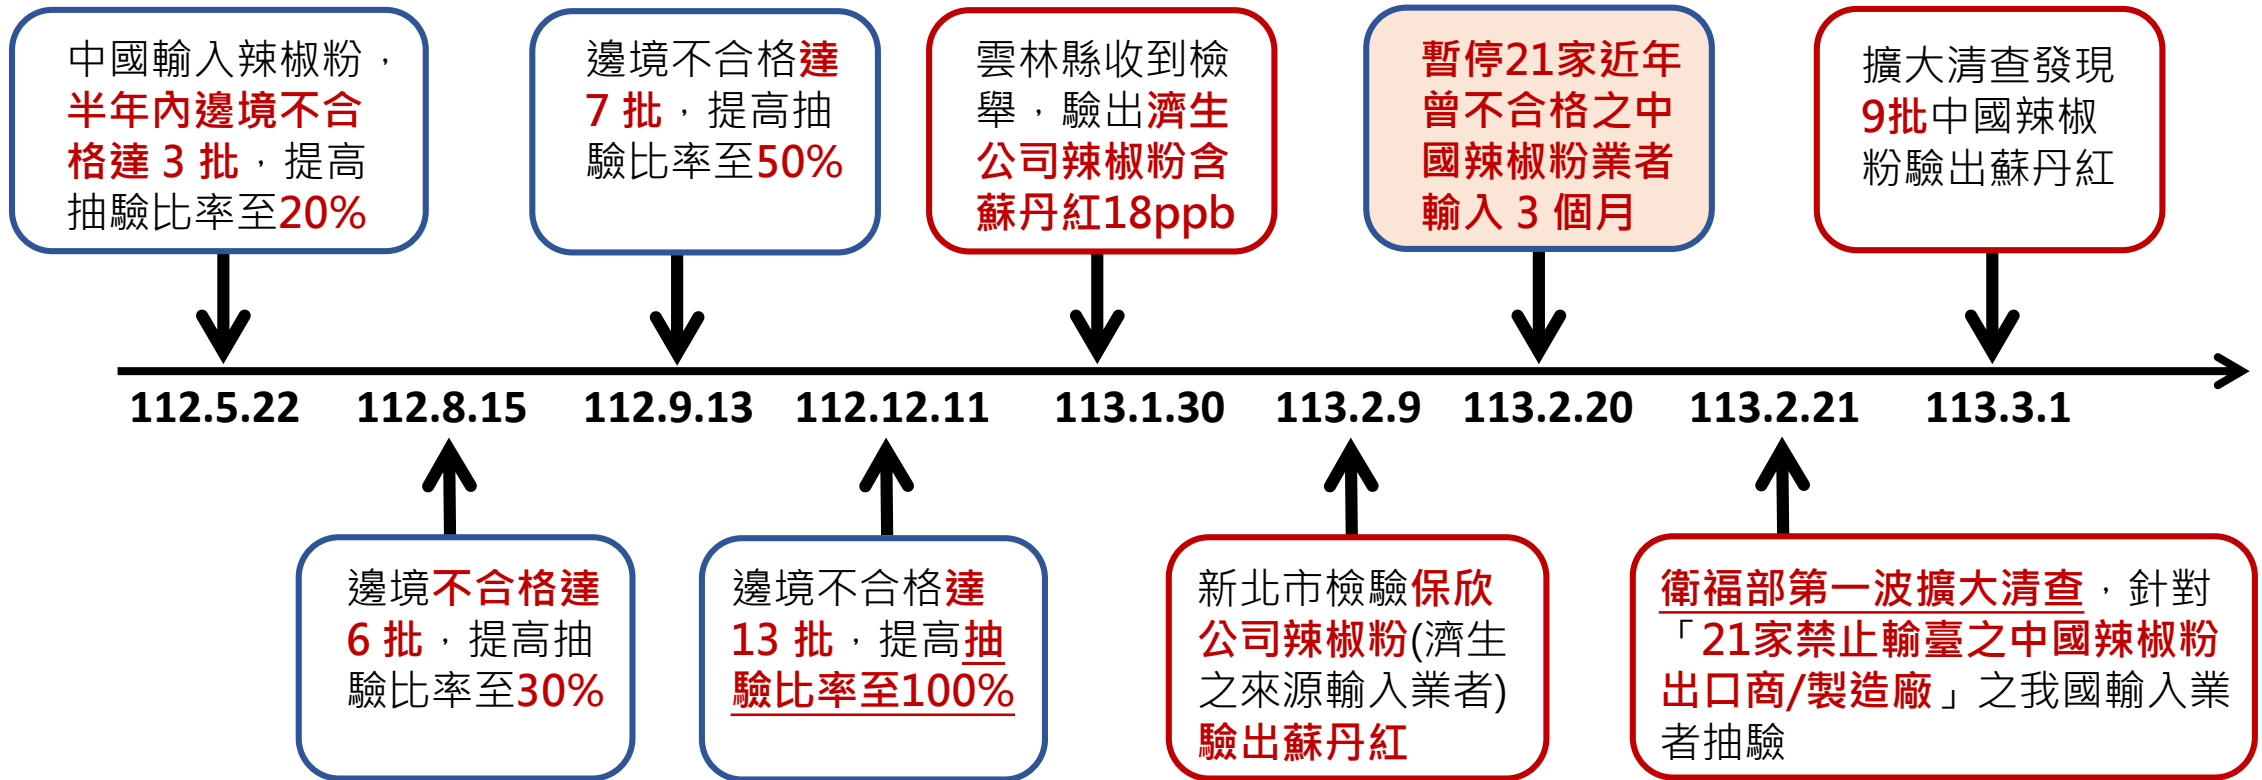 中國輸入辣椒粉，
半年內邊境不合
格達 3 批，提高
抽驗比率至20%
邊境不合格達
7 批，提高抽
驗比率至50%
雲林縣收到檢
舉，驗出濟生
公司辣椒粉含
蘇丹紅18ppb
暫停21家近年
曾不合格之中
國辣椒粉業者
輸入 3 個月
擴大清查發現
9批中國辣椒
粉驗出蘇丹紅
112.5.22
112.8.15
112.9.13
112.12.11
113.1.30
113.2.9
113.2.20
113.2.21
113.3.1
邊境不合格達
6 批，提高抽
驗比率至30%
邊境不合格達
13 批，提高抽
驗比率至100%
新北市檢驗保欣
公司辣椒粉(濟生
之來源輸入業者)
驗出蘇丹紅
衛福部第一波擴大清查，針對
「21家禁止輸臺之中國辣椒粉
出口商/製造廠」之我國輸入業
者抽驗